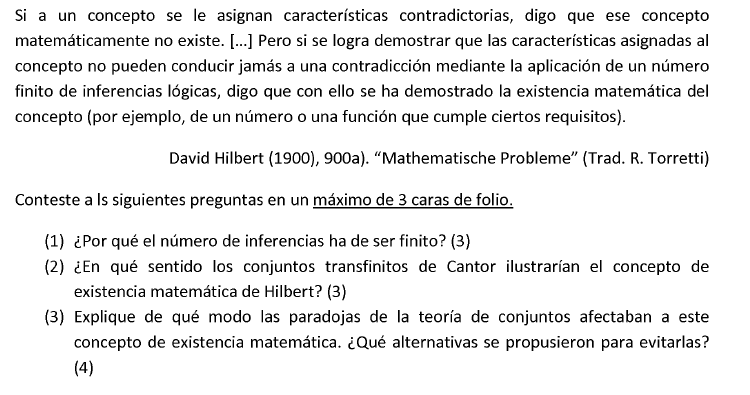 Si a un concepto se le asignan características contradictorias, digo que ese concepto
matemáticamente no existe. [...] Pero si se logra demostrar que las características asignadas al
concepto no pueden conducir jamás a una contradicción mediante la aplicación de un número
finito de inferencias lógicas, digo que con ello se ha demostrado la existencia matemática del
concepto (por ejemplo, de un número o una función que cumple ciertos requisitos).
David Hilbert (1900), 900a). “Mathematische Probleme” (Trad. R. Torretti)
Conteste a ls siguientes preguntas en un máximo de 3 caras de folio.
(1) ¿Por qué el número de inferencias ha de ser finito? (3)
(2) ¿En qué sentido los conjuntos transfinitos de Cantor ilustrarían el concepto de
existencia matemática de Hilbert? (3)
(3) Explique de qué modo las paradojas de la teoría de conjuntos afectaban a este
concepto de existencia matemática. ¿Qué alternativas se propusieron para evitarlas?
(4)